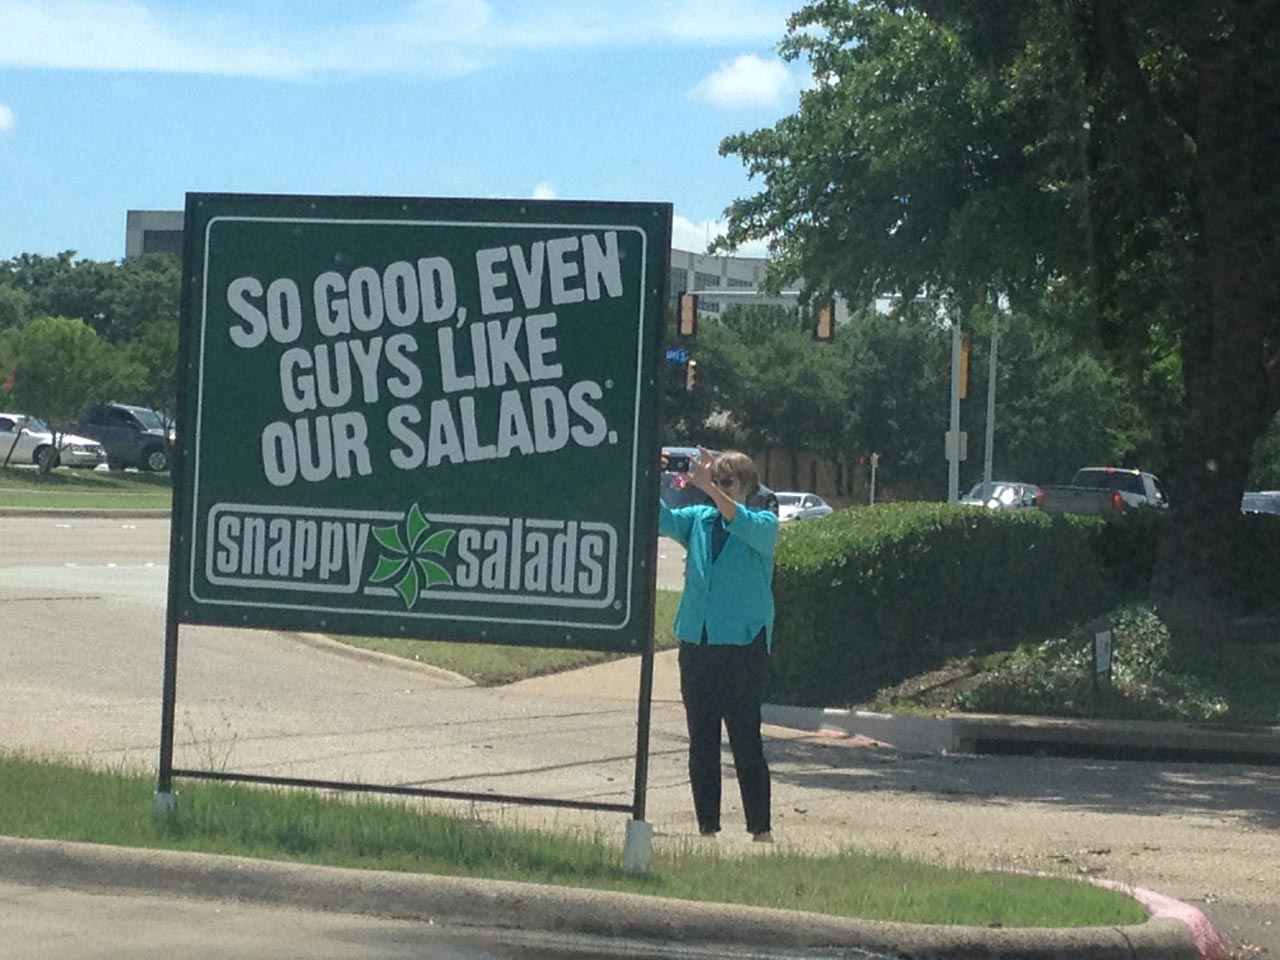 SO GOOD, EVEN
GUYS LIKE
OUR SALADS.®
snappy salads®